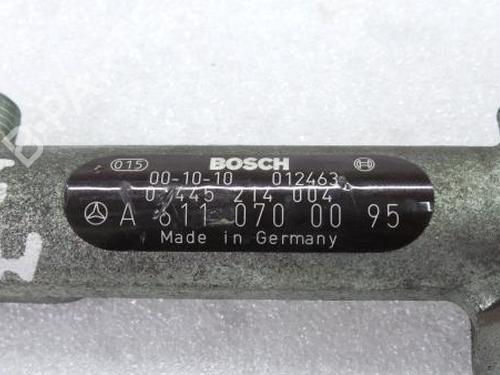 015 BOSCH
00-10-10 012463
0 445 214 004
A 611 070 00 95
Made in Germany